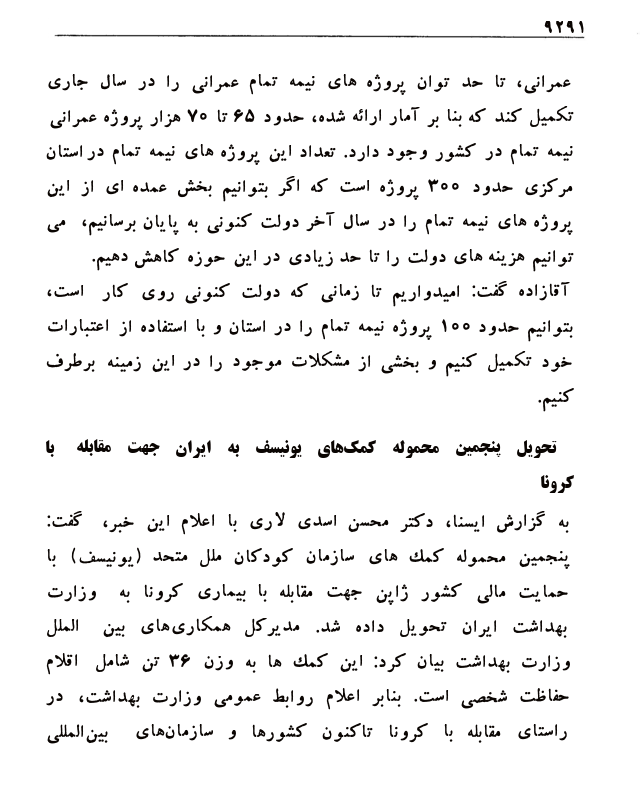 ۹۲۹۱
عمرانی، تا حد توان پروژه های نیمه تمام عمرانی را در سال جاری
تکمیل کند که بنا بر آمار ارائه شده، حدود ۶۵ تا ۷۰ هزار پروژه عمرانی
نیمه تمام در کشور وجود دارد. تعداد این پروژه های نیمه تمام در استان
مرکزی حدود ۳۰۰ پروژه است که اگر بتوانیم بخش عمده ای از این
پروژه های نیمه تمام را در سال آخر دولت کنونی به پایان برسانیم، می
توانیم هزینه های دولت را تا حد زیادی در این حوزه کاهش دهیم.
آقازاده گفت: امیدواریم تا زمانی که دولت کنونی روی کار است،
بتوانیم حدود ۱۰۰ پروژه نیمه تمام را در استان و با استفاده از اعتبارات
خود تکمیل کنیم و بخشی از مشکلات موجود را در این زمینه برطرف
کنیم.
تحویل پنجمین محموله کمک‌های یونیسف به ایران جهت مقابله با
کرونا
به گزارش ایسنا، دکتر محسن اسدی لاری با اعلام این خبر، گفت:
پنجمین محموله کمك های سازمان کودکان ملل متحد (یونیسف) با
حمایت مالی کشور ژاپن جهت مقابله با بیماری کرونا به وزارت
بهداشت ایران تحویل داده شد. مدیرکل همکاری‌های بین الملل
وزارت بهداشت بیان کرد: این کمك ها به وزن ۳۶ تن شامل اقلام
حفاظت شخصی است. بنابر اعلام روابط عمومی وزارت بهداشت، در
راستای مقابله با کرونا تاکنون کشورها و سازمان‌های بین‌المللی